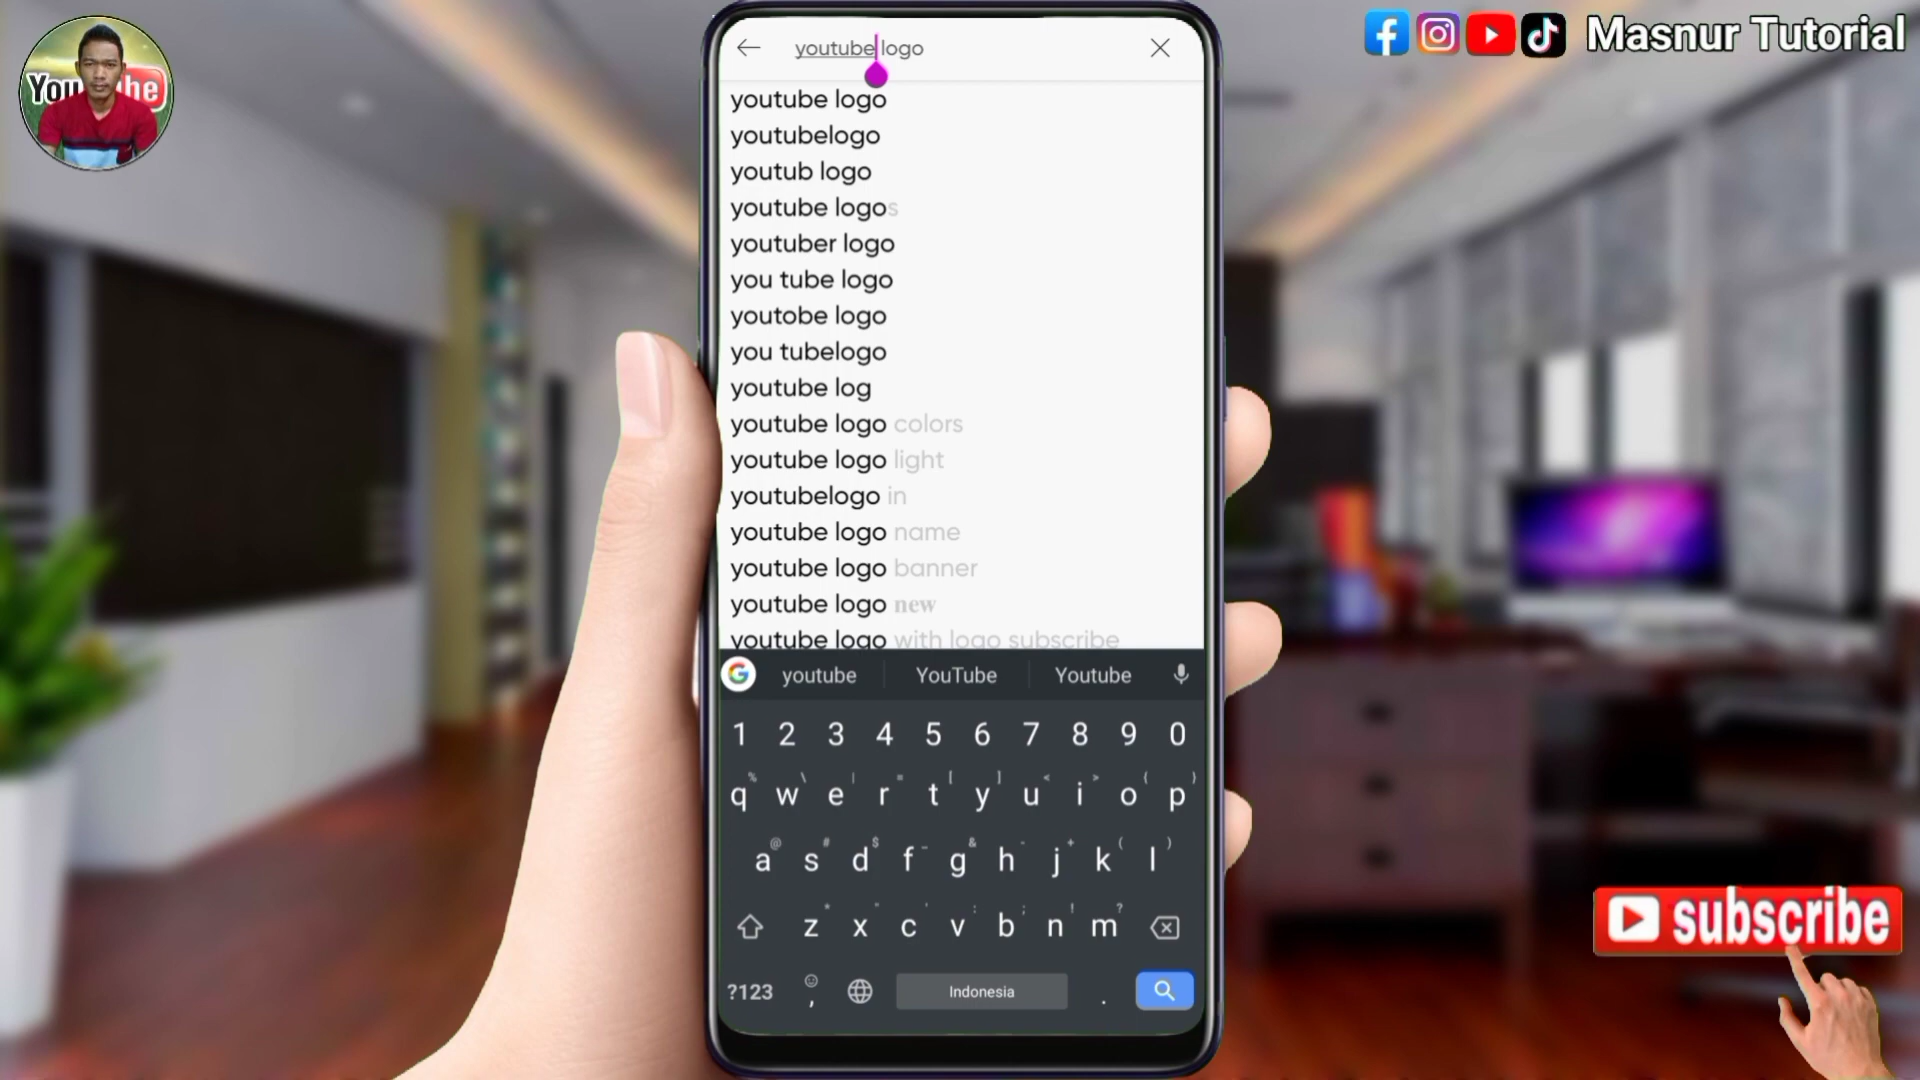 YouTube
Masnur Tutorial
youtube logo
youtube logo
youtubelogo
youtub logo
youtube logos
youtuber logo
you tube logo
youtobe logo
you tubelogo
youtube log
youtube logo colors
youtube logo light
youtubelogo in
youtube logo name
youtube logo banner
youtube logo new
youtube logo with logo subscribe
youtube YouTube Youtube
1 2 3 4 5 6 7 8 9 0
% \ | = [ ] < > { }
q w e r t y u i o p
@ # $ _ & - + ( )
a s d f g h j k l
* " ' : ; ! ?
z x c v b n m
?123 , Indonesia .
subscribe